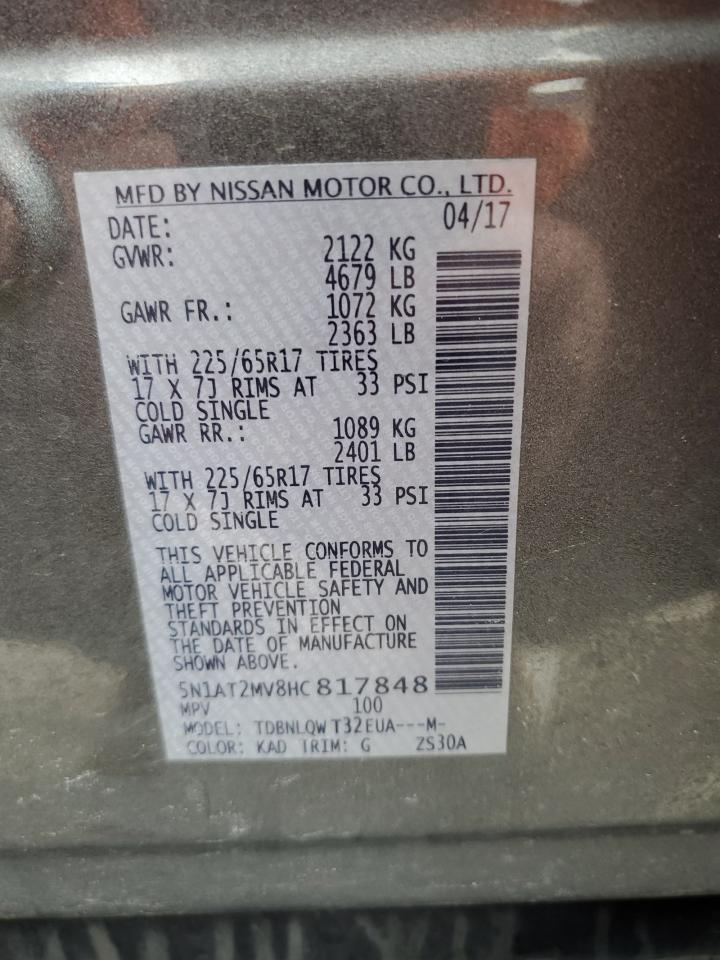 MFD BY NISSAN MOTOR CO., LTD.
DATE: 04/17
GVWR: 2122 KG
4679 LB
GAWR FR.: 1072 KG
2363 LB
WITH 225/65R17 TIRES
17 X 7J RIMS AT 33 PSI
COLD SINGLE
GAWR RR.: 1089 KG
2401 LB
WITH 225/65R17 TIRES
17 X 7J RIMS AT 33 PSI
COLD SINGLE
THIS VEHICLE CONFORMS TO
ALL APPLICABLE FEDERAL
MOTOR VEHICLE SAFETY AND
THEFT PREVENTION
STANDARDS IN EFFECT ON
THE DATE OF MANUFACTURE
SHOWN ABOVE.
5N1AT2MV8HC817848
MPV 100
MODEL: TDBNLQW T32EUA---M-
COLOR: KAD TRIM: G ZS30A